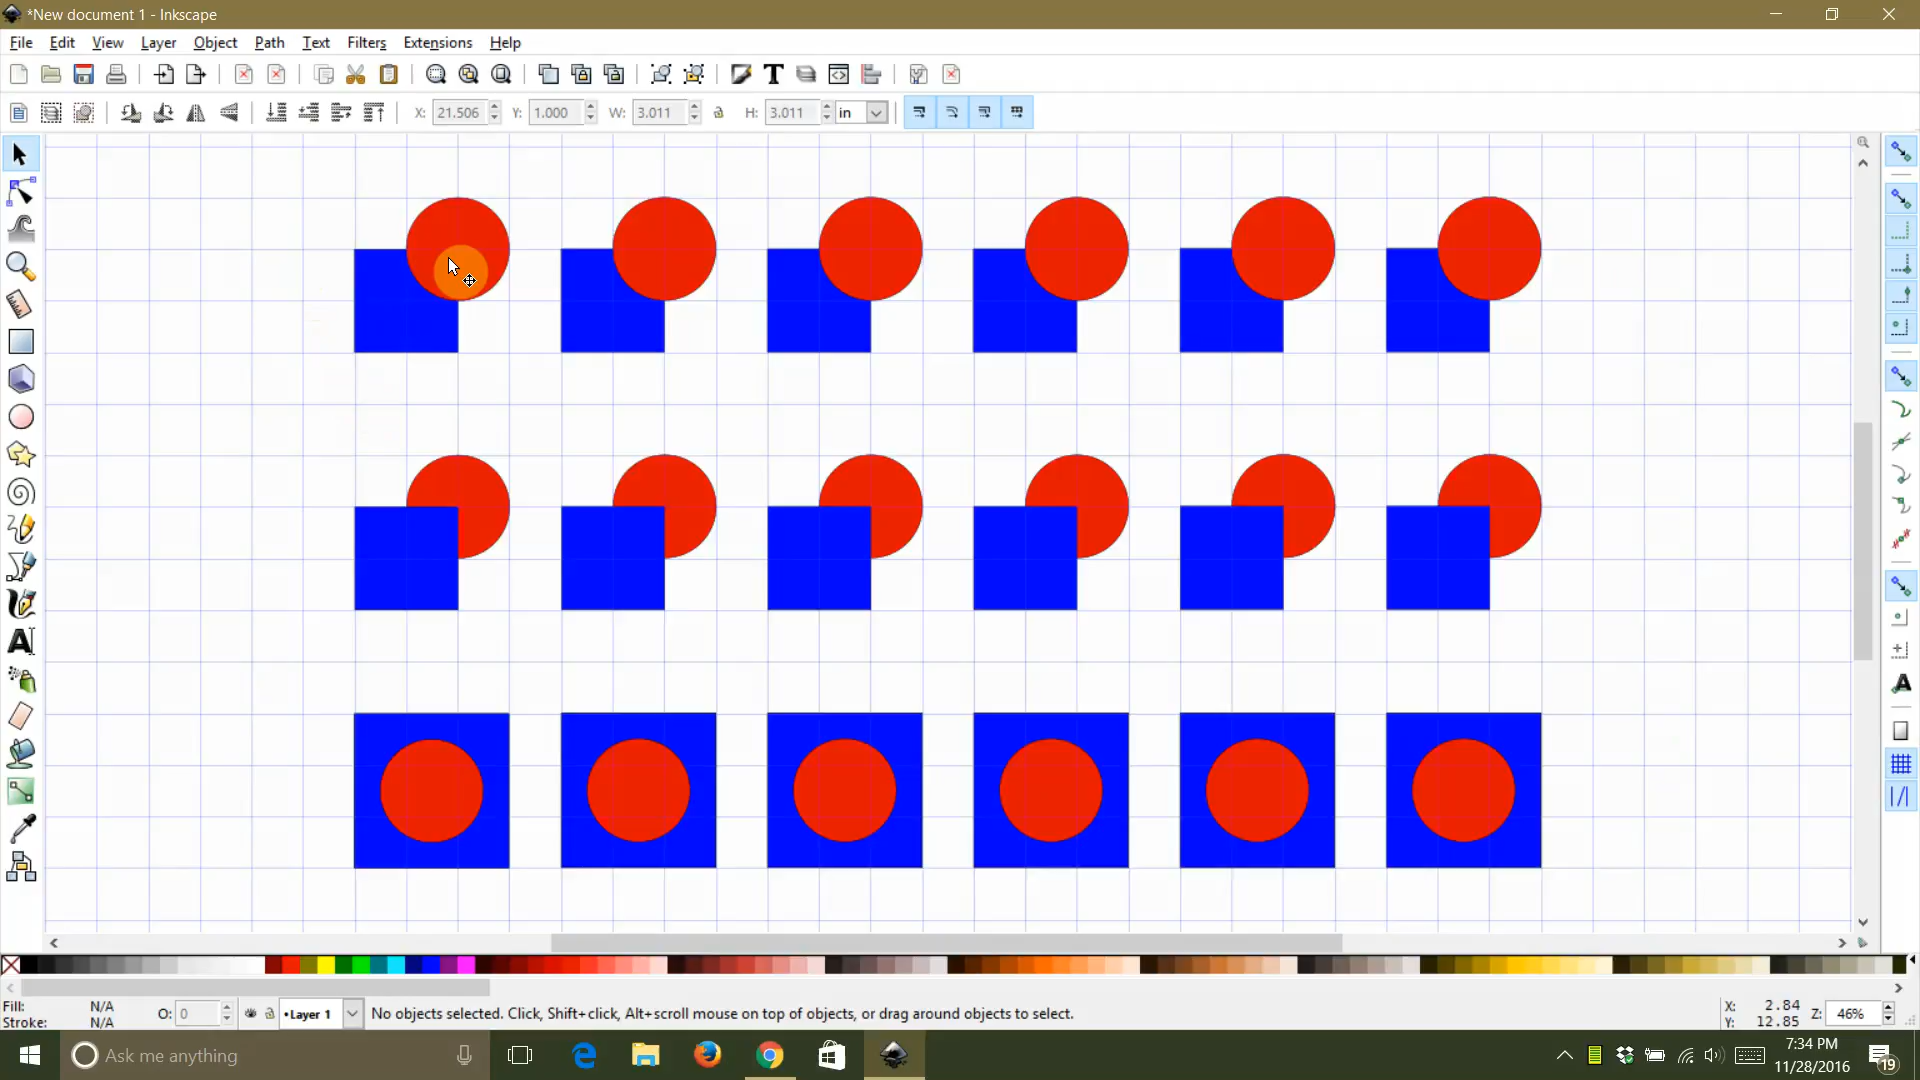 *New document 1 - Inkscape
File Edit View Layer Object Path Text Filters Extensions Help
X: 21.506 Y: 1.000 W: 3.011 H: 3.011 in
Fill: N/A
Stroke: N/A
O: 0
•Layer 1
No objects selected. Click, Shift+click, Alt+scroll mouse on top of objects, or drag around objects to select.
X: 2.84
Y: 12.85
Z: 46%
Ask me anything
7:34 PM
11/28/2016
19